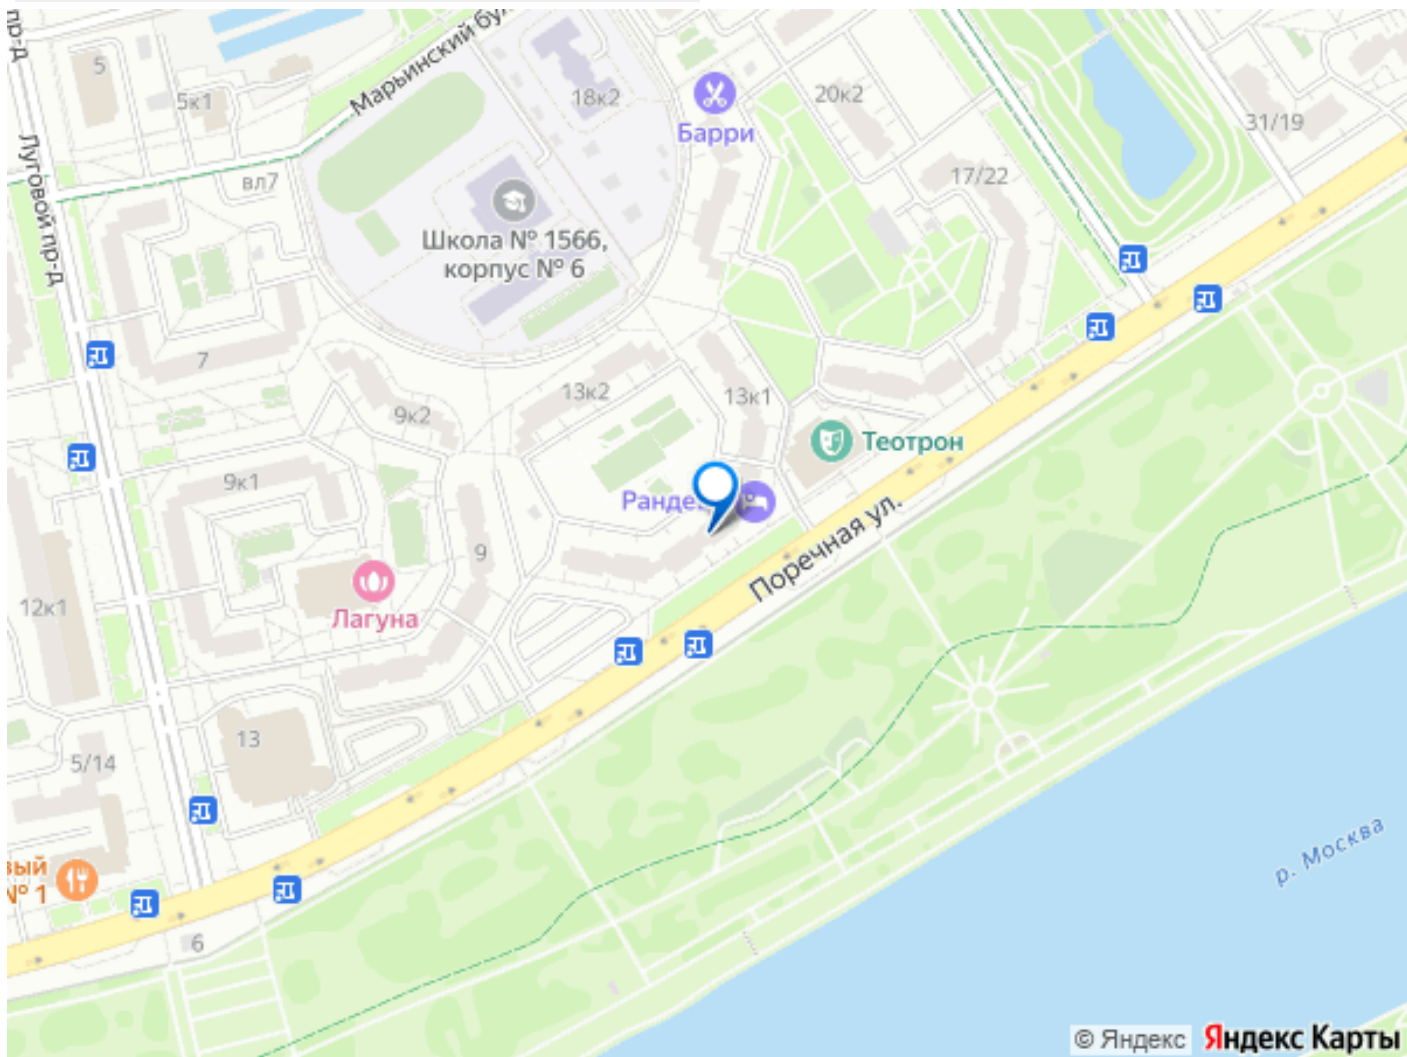 пр-д
5
5к1
Марьинский бу
18к2
Барри
20к2
31/19
17/22
Луговой пр-д
вл7
Школа № 1566,
корпус № 6
7
9к2
13к2
13к1
Теотрон
9к1
Ранде
Поречная ул.
9
12к1
Лагуна
13
5/14
вый
№ 1
6
р. Москва
© Яндекс Яндекс Карты